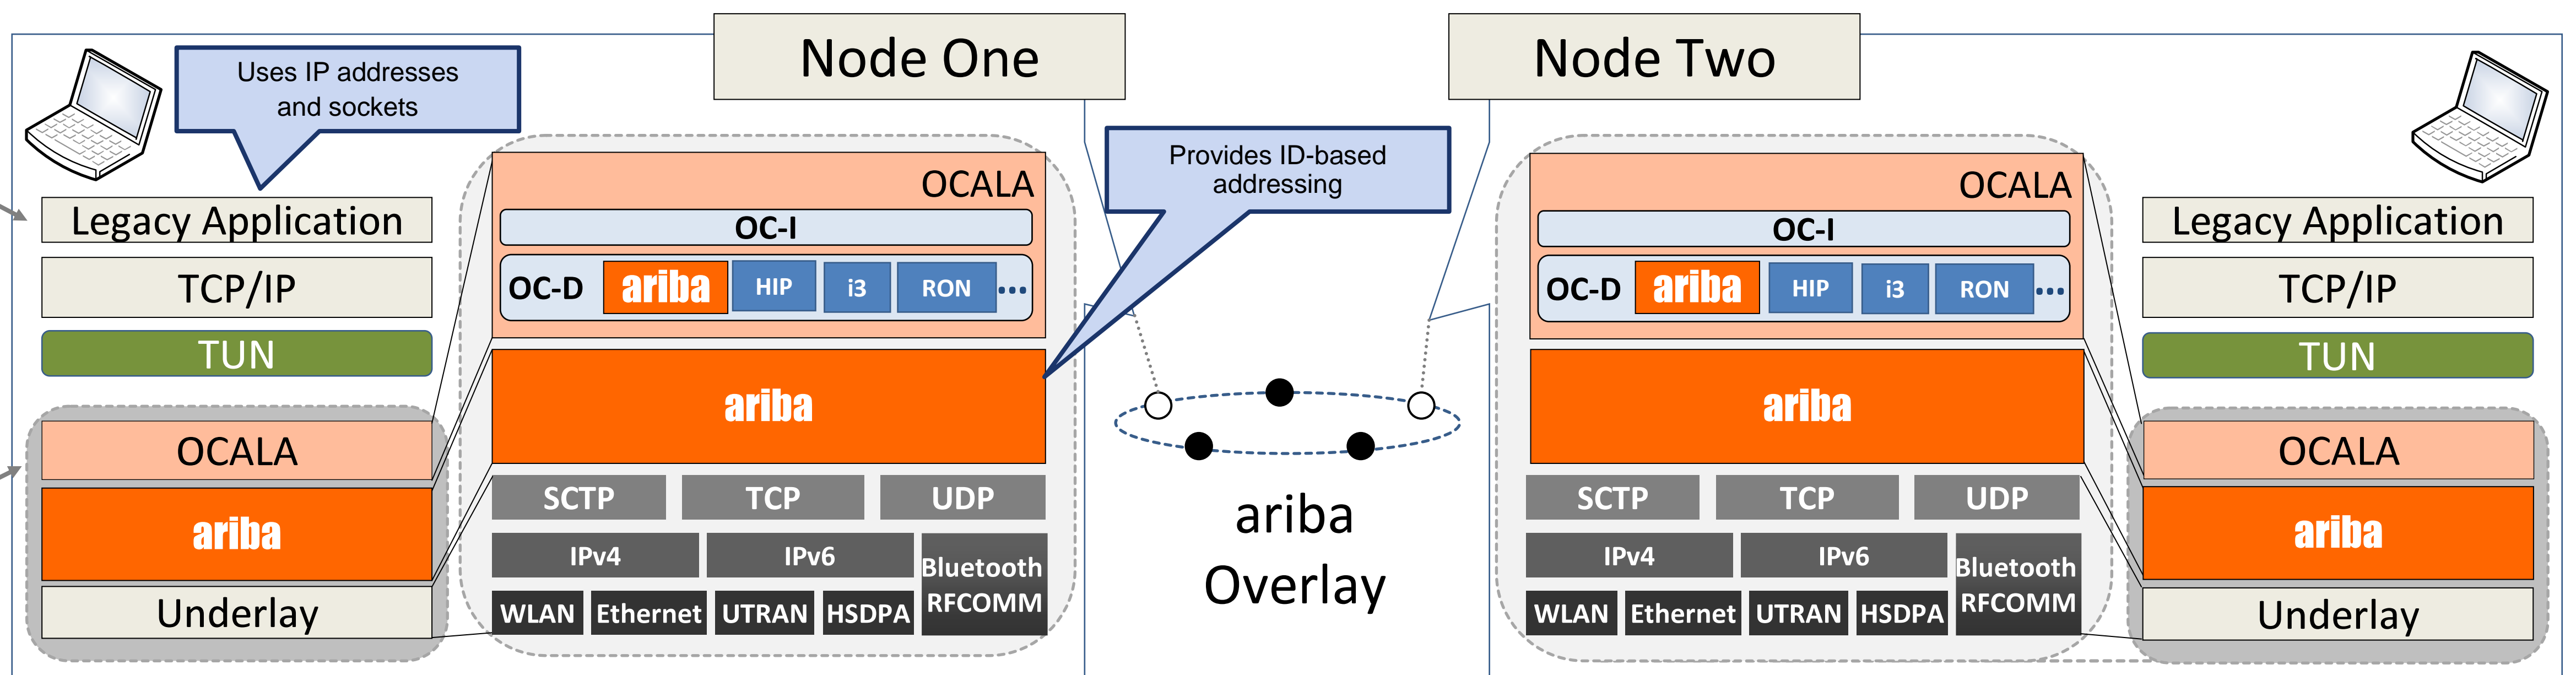 Node One
Node Two
Uses IP addresses
and sockets
Legacy Application
TCP/IP
TUN
OCALA
ariba
Underlay
OCALA
OC-I
OC-D ariba HIP i3 RON ...
ariba
SCTP TCP UDP
IPv4 IPv6
Bluetooth
RFCOMM
WLAN Ethernet UTRAN HSDPA
Provides ID-based
addressing
ariba
Overlay
OCALA
OC-I
OC-D ariba HIP i3 RON ...
ariba
SCTP TCP UDP
IPv4 IPv6
Bluetooth
RFCOMM
WLAN Ethernet UTRAN HSDPA
Legacy Application
TCP/IP
TUN
OCALA
ariba
Underlay